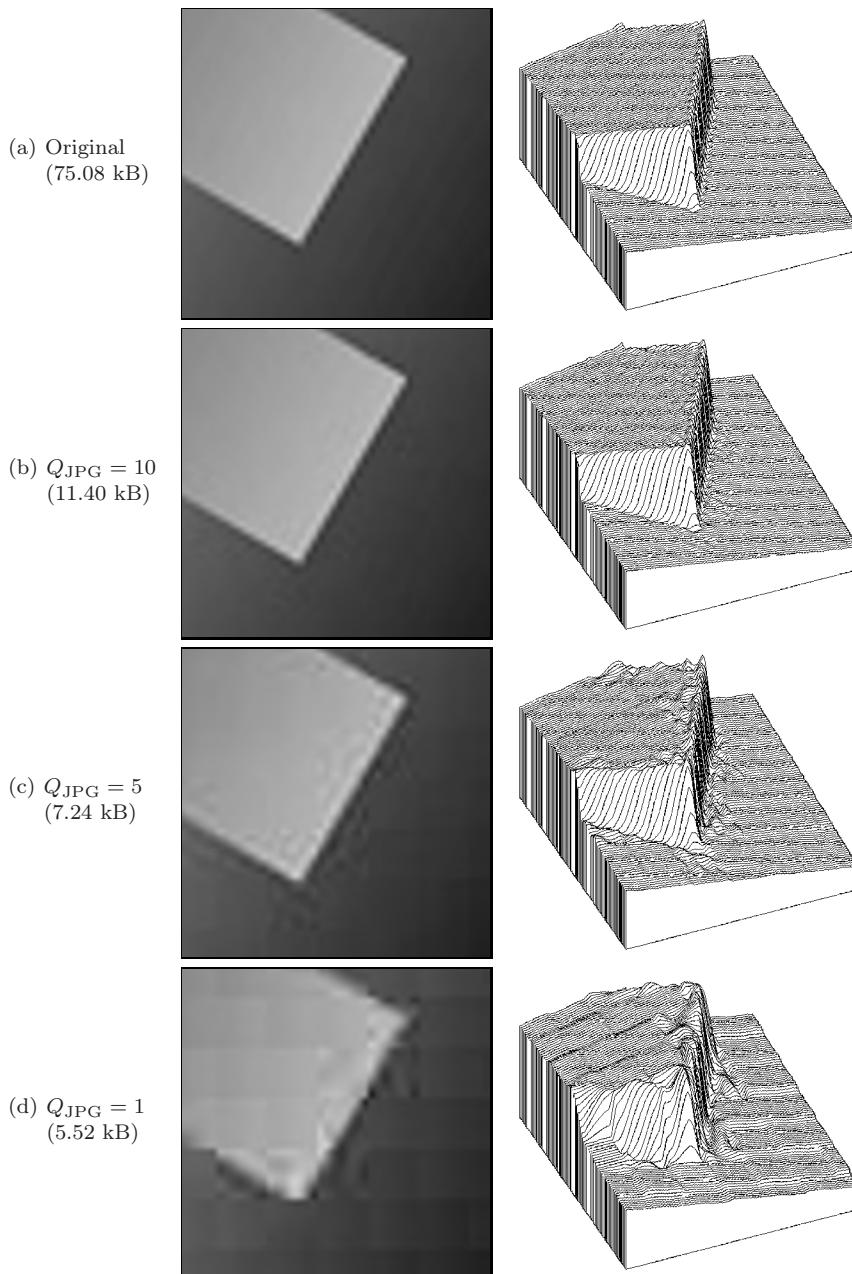 (a) Original
(75.08 kB)
(b) Q_JPG = 10
(11.40 kB)
(c) Q_JPG = 5
(7.24 kB)
(d) Q_JPG = 1
(5.52 kB)